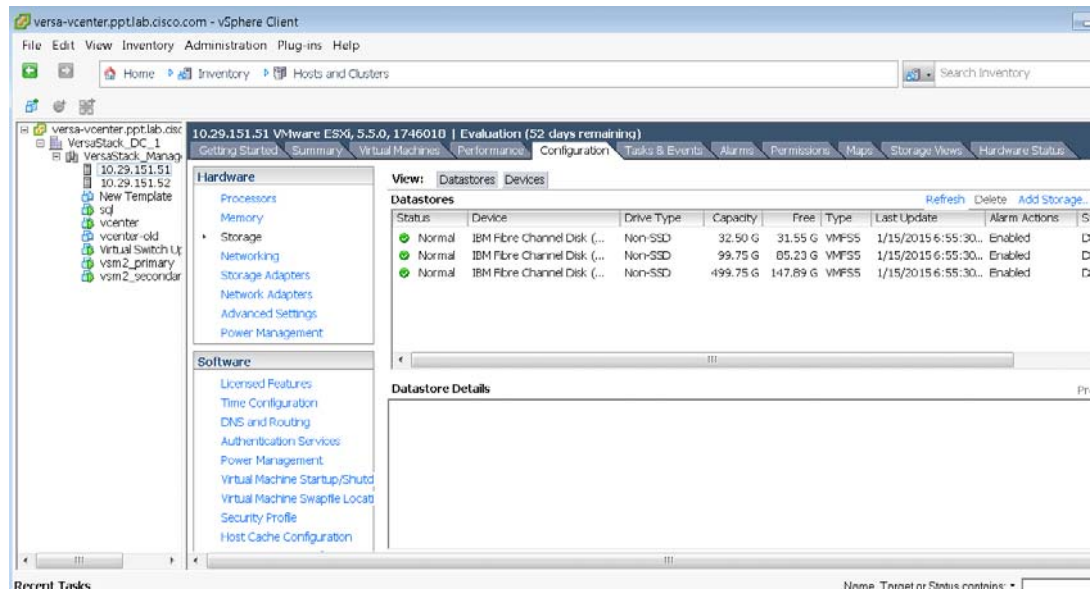 versa-vcenter.ppt.lab.cisco.com - vSphere Client
File Edit View Inventory Administration Plug-ins Help
Home Inventory Hosts and Clusters
Search Inventory
versa-vcenter.ppt.lab.cisc
VersaStack_DC_1
VersaStack_Manag
10.29.151.51
10.29.151.52
New Template
sql
vcenter
vcenter-old
Virtual Switch Up
vsm2_primary
vsm2_secondar
10.29.151.51 VMware ESXi, 5.5.0, 1746018 | Evaluation (52 days remaining)
Getting Started Summary Virtual Machines Performance Configuration Tasks & Events Alarms Permissions Maps Storage Views Hardware Status
Hardware
Processors
Memory
Storage
Networking
Storage Adapters
Network Adapters
Advanced Settings
Power Management
Software
Licensed Features
Time Configuration
DNS and Routing
Authentication Services
Power Management
Virtual Machine Startup/Shutd
Virtual Machine Swapfile Locati
Security Profile
Host Cache Configuration
View: Datastores Devices
Datastores Refresh Delete Add Storage..
Status Device Drive Type Capacity Free Type Last Update Alarm Actions S
Normal IBM Fibre Channel Disk (... Non-SSD 32.50 G 31.55 G VMFS5 1/15/2015 6:55:30... Enabled D
Normal IBM Fibre Channel Disk (... Non-SSD 99.75 G 85.23 G VMFS5 1/15/2015 6:55:30... Enabled D
Normal IBM Fibre Channel Disk (... Non-SSD 499.75 G 147.89 G VMFS5 1/15/2015 6:55:30... Enabled D
Datastore Details Pr
Recent Tasks Name, Target or Status contains: